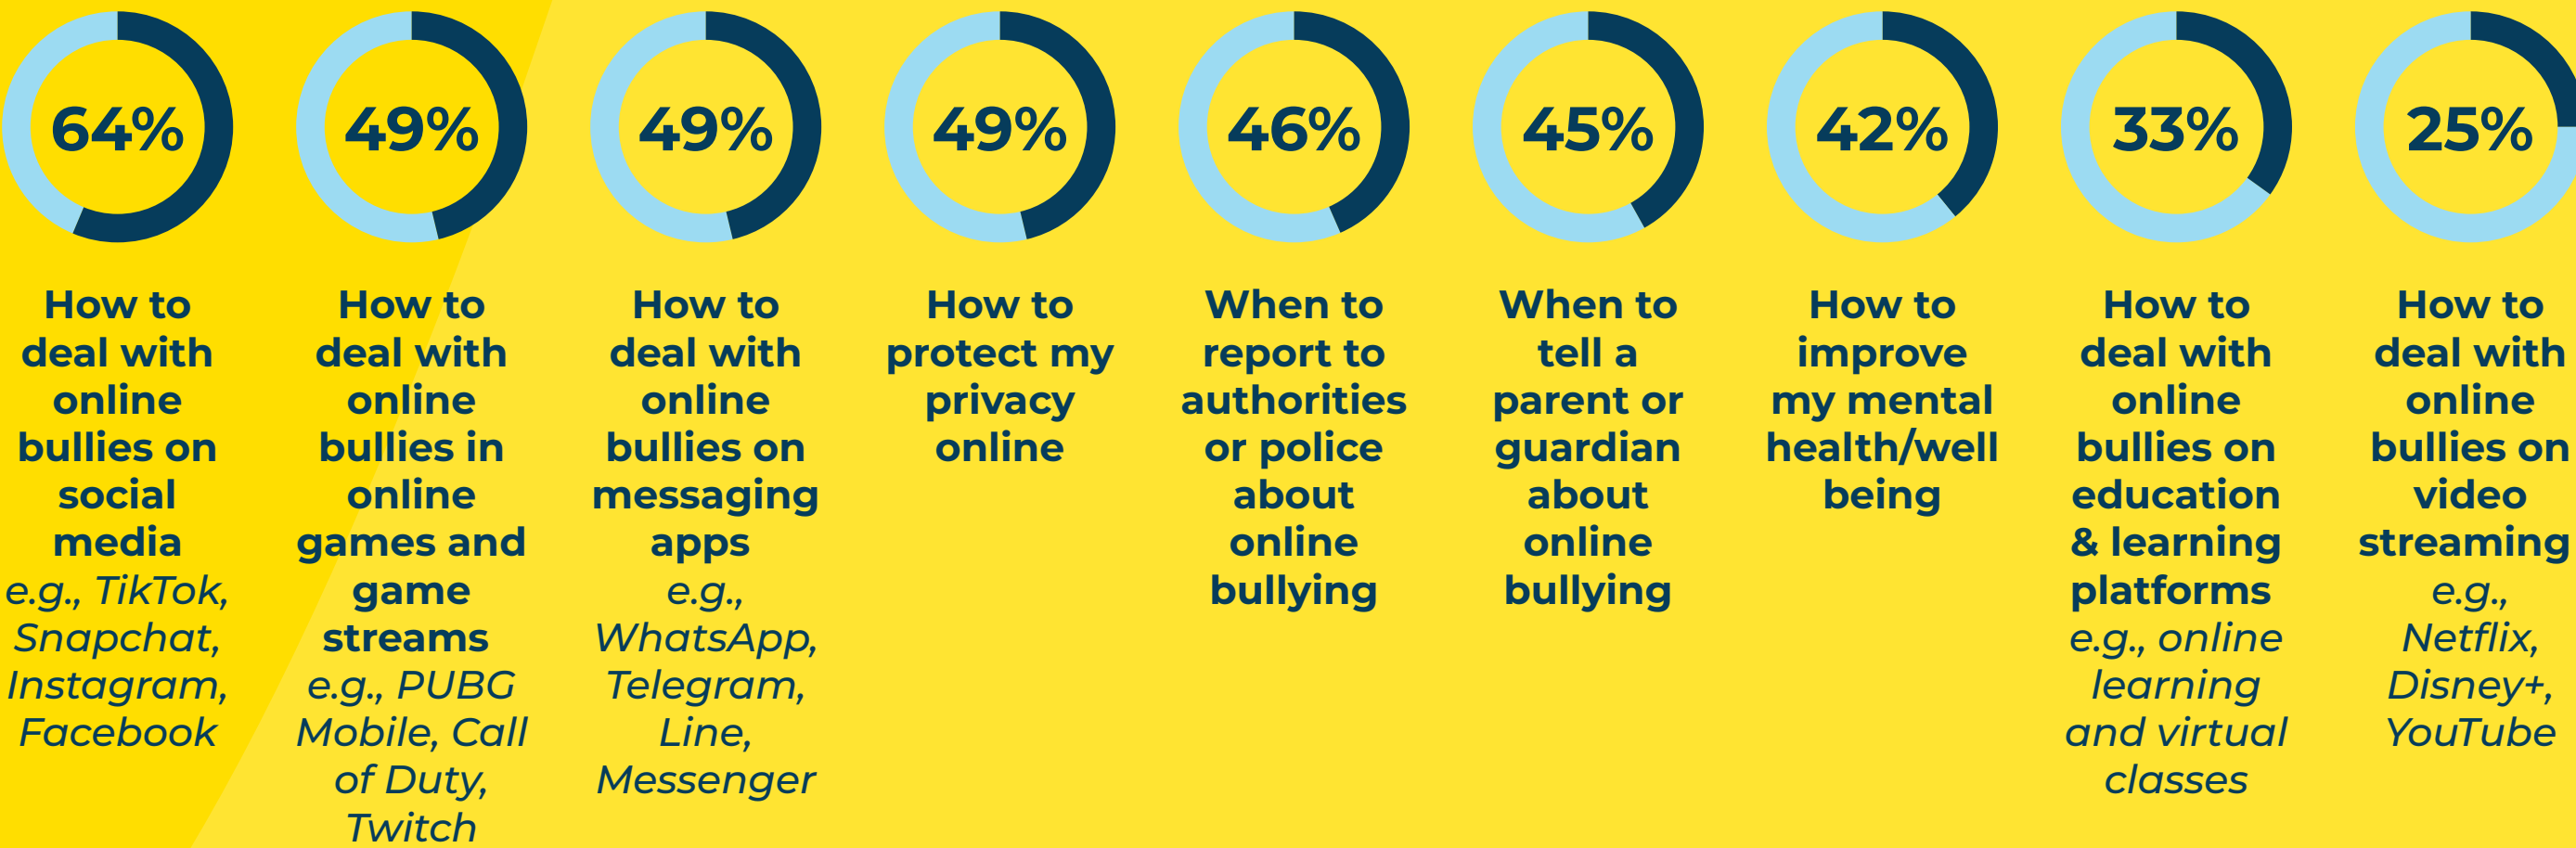 64%
How to
deal with
online
bullies on
social
media
e.g., TikTok,
Snapchat,
Instagram,
Facebook
49%
How to
deal with
online
bullies in
online
games and
game
streams
e.g., PUBG
Mobile, Call
of Duty,
Twitch
49%
How to
deal with
online
bullies on
messaging
apps
e.g.,
WhatsApp,
Telegram,
Line,
Messenger
49%
How to
protect my
privacy
online
46%
When to
report to
authorities
or police
about
online
bullying
45%
When to
tell a
parent or
guardian
about
online
bullying
42%
How to
improve
my mental
health/well
being
33%
How to
deal with
online
bullies on
education
& learning
platforms
e.g., online
learning
and virtual
classes
25%
How to
deal with
online
bullies on
video
streaming
e.g.,
Netflix,
Disney+,
YouTube